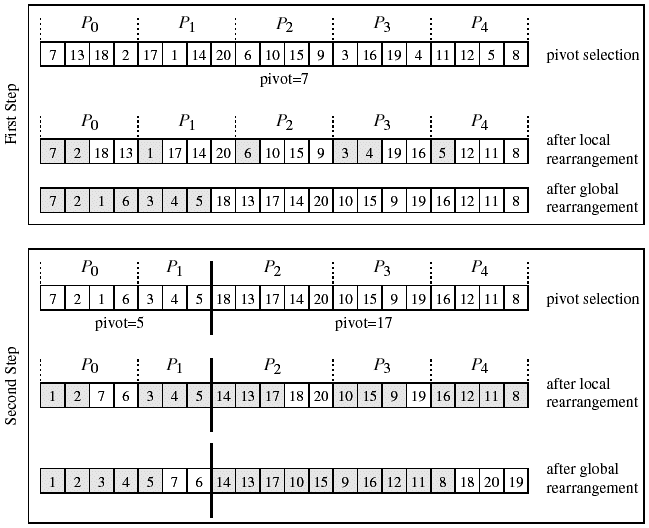 First Step
P0 P1 P2 P3 P4
7 13 18 2 17 1 14 20 6 10 15 9 3 16 19 4 11 12 5 8 pivot selection
pivot=7
P0 P1 P2 P3 P4
7 2 18 13 1 17 14 20 6 10 15 9 3 4 19 16 5 12 11 8 after local
rearrangement
7 2 1 6 3 4 5 18 13 17 14 20 10 15 9 19 16 12 11 8 after global
rearrangement
Second Step
P0 P1 P2 P3 P4
7 2 1 6 3 4 5 18 13 17 14 20 10 15 9 19 16 12 11 8 pivot selection
pivot=5 pivot=17
P0 P1 P2 P3 P4
1 2 7 6 3 4 5 14 13 17 18 20 10 15 9 19 16 12 11 8 after local
rearrangement
1 2 3 4 5 7 6 14 13 17 10 15 9 16 12 11 8 18 20 19 after global
rearrangement